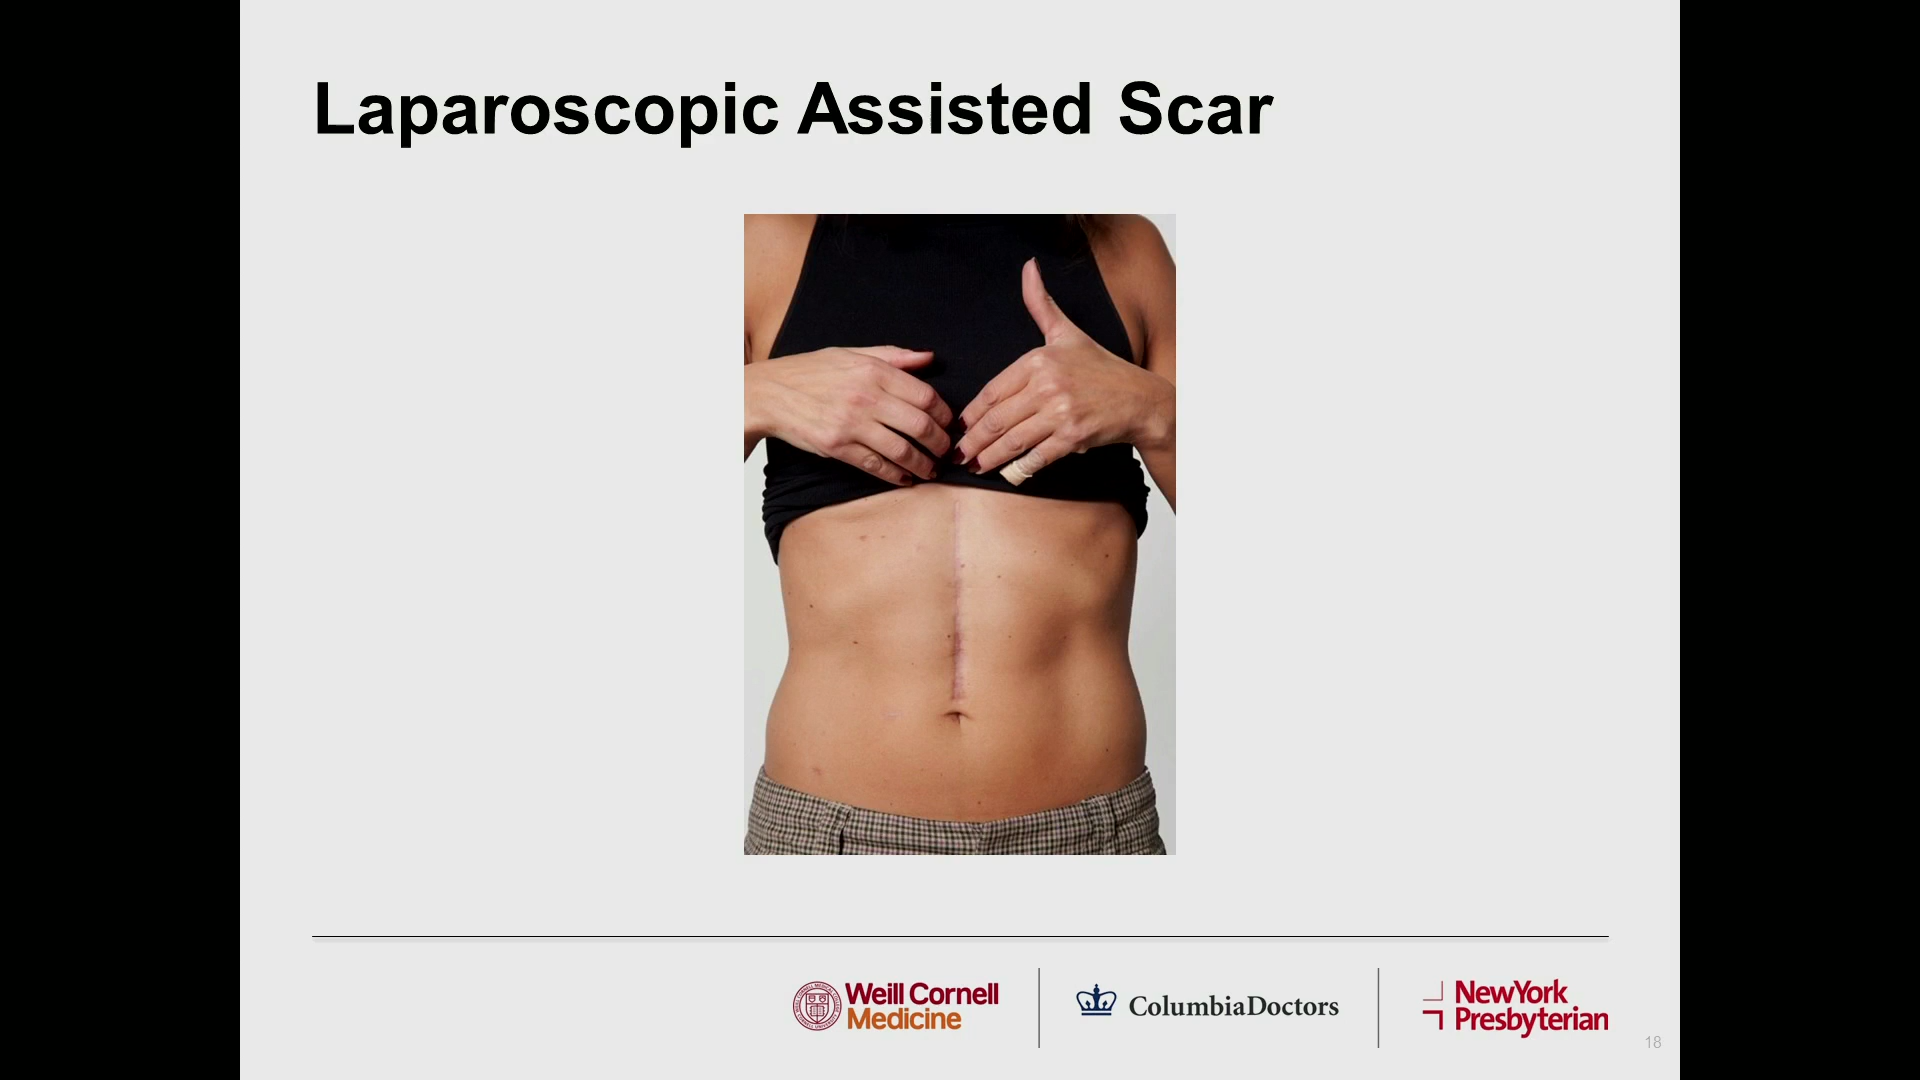 Laparoscopic Assisted Scar
Weill Cornell
Medicine
ColumbiaDoctors
NewYork
Presbyterian
18